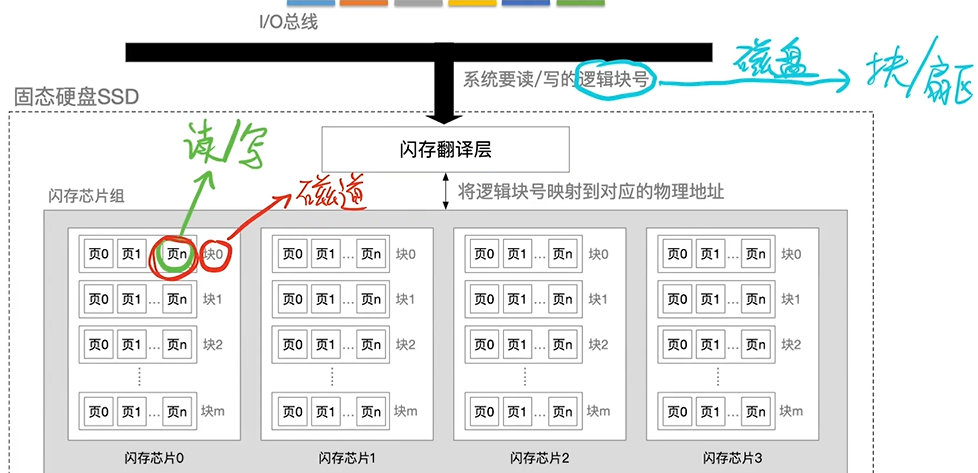 I/O总线
系统要读/写的逻辑块号
磁盘
块/扇区
固态硬盘SSD
读/写
闪存翻译层
磁道
将逻辑块号映射到对应的物理地址
闪存芯片组
页0 页1 … 页n 块0
页0 页1 … 页n 块0
页0 页1 … 页n 块0
页0 页1 … 页n 块0
页0 页1 … 页n 块1
页0 页1 … 页n 块1
页0 页1 … 页n 块1
页0 页1 … 页n 块1
页0 页1 … 页n 块2
页0 页1 … 页n 块2
页0 页1 … 页n 块2
页0 页1 … 页n 块2
页0 页1 … 页n 块m
页0 页1 … 页n 块m
页0 页1 … 页n 块m
页0 页1 … 页n 块m
闪存芯片0
闪存芯片1
闪存芯片2
闪存芯片3